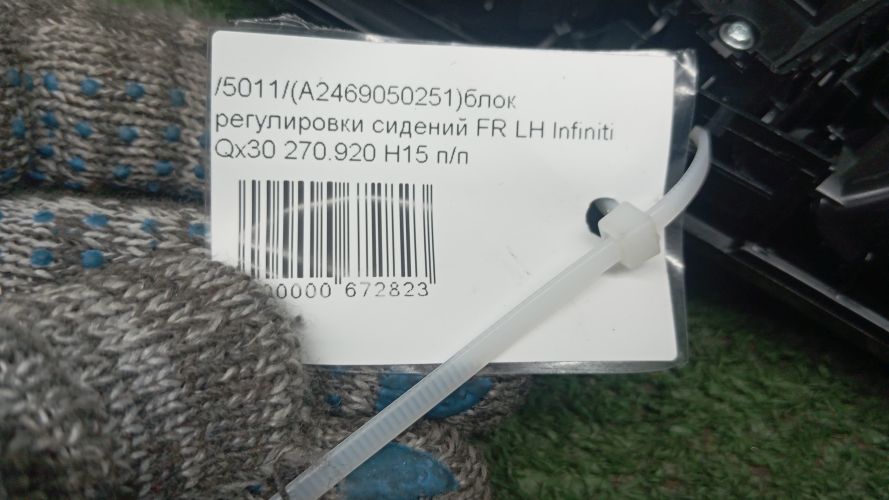 /5011/(A2469050251)блок
регулировки сидений FR LH Infiniti
Qx30 270.920 H15 п/п
00000 672823